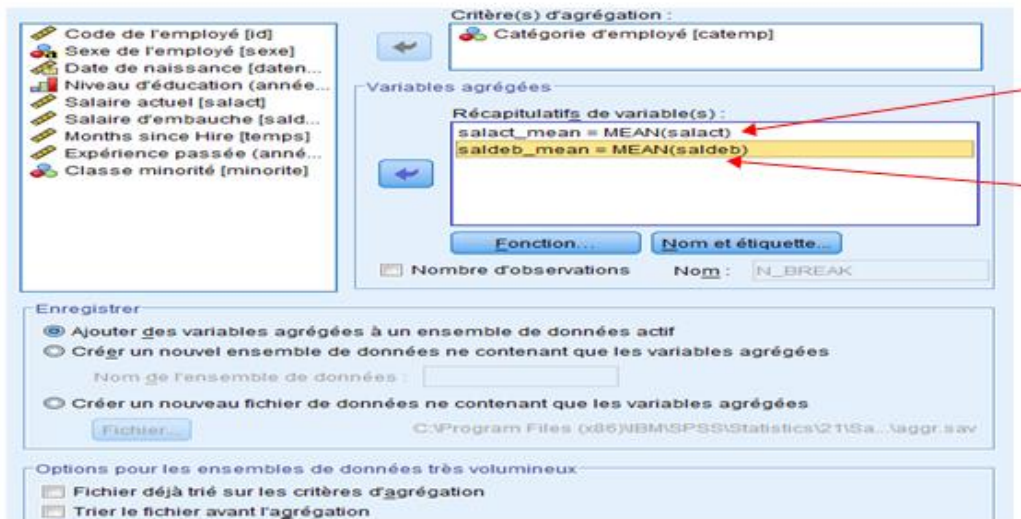 Critère(s) d'agrégation :
Code de l'employé [id]
Sexe de l'employé [sexe]
Date de naissance [daten...
Niveau d'éducation (année...
Salaire actuel [salact]
Salaire d'embauche [sald...
Months since Hire [temps]
Expérience passée (anné...
Classe minorité [minorite]
Catégorie d'employé [catemp]
Variables agrégées
Récapitulatifs de variable(s) :
salact_mean = MEAN(salact)
saldeb_mean = MEAN(saldeb)
Fonction... Nom et étiquette...
Nombre d'observations Nom : N_BREAK
Enregistrer
Ajouter des variables agrégées à un ensemble de données actif
Créer un nouvel ensemble de données ne contenant que les variables agrégées
Nom de l'ensemble de données :
Créer un nouveau fichier de données ne contenant que les variables agrégées
Fichier... C:\Program Files (x86)\IBM\SPSS\Statistics\21\Sa...\aggr.sav
Options pour les ensembles de données très volumineux
Fichier déjà trié sur les critères d'agrégation
Trier le fichier avant l'agrégation